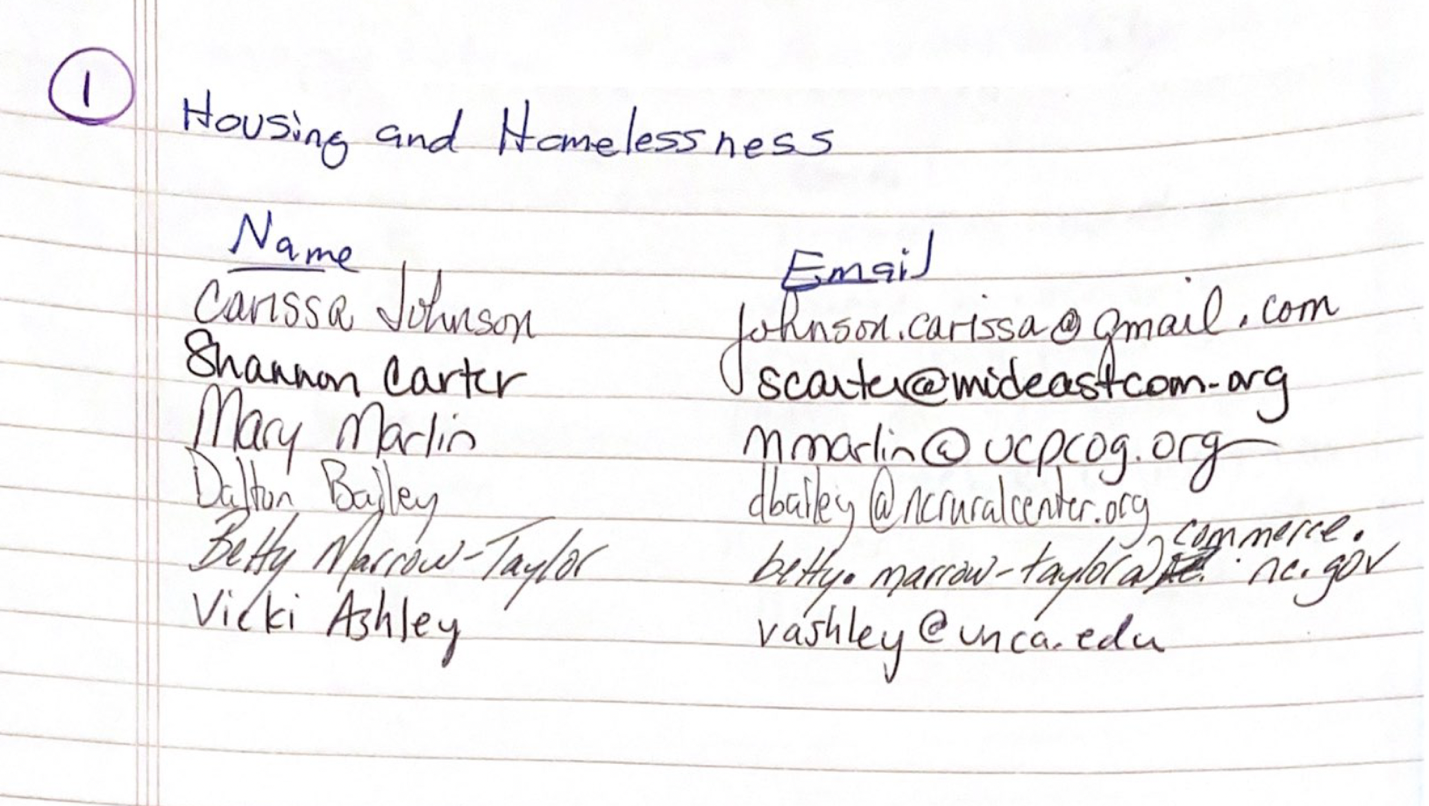 1
Housing and Homelessness
Name Email
Carissa Johnson johnson.carissa@gmail.com
Shannon Carter scarter@mideastcom.org
Mary Marlin mmarlin@ucpcog.org
Dalton Bailey dbailey@ncruralcenter.org
Betty Marrow-Taylor betty.marrow-taylor@commerce.nc.gov
Vicki Ashley vashley@unca.edu